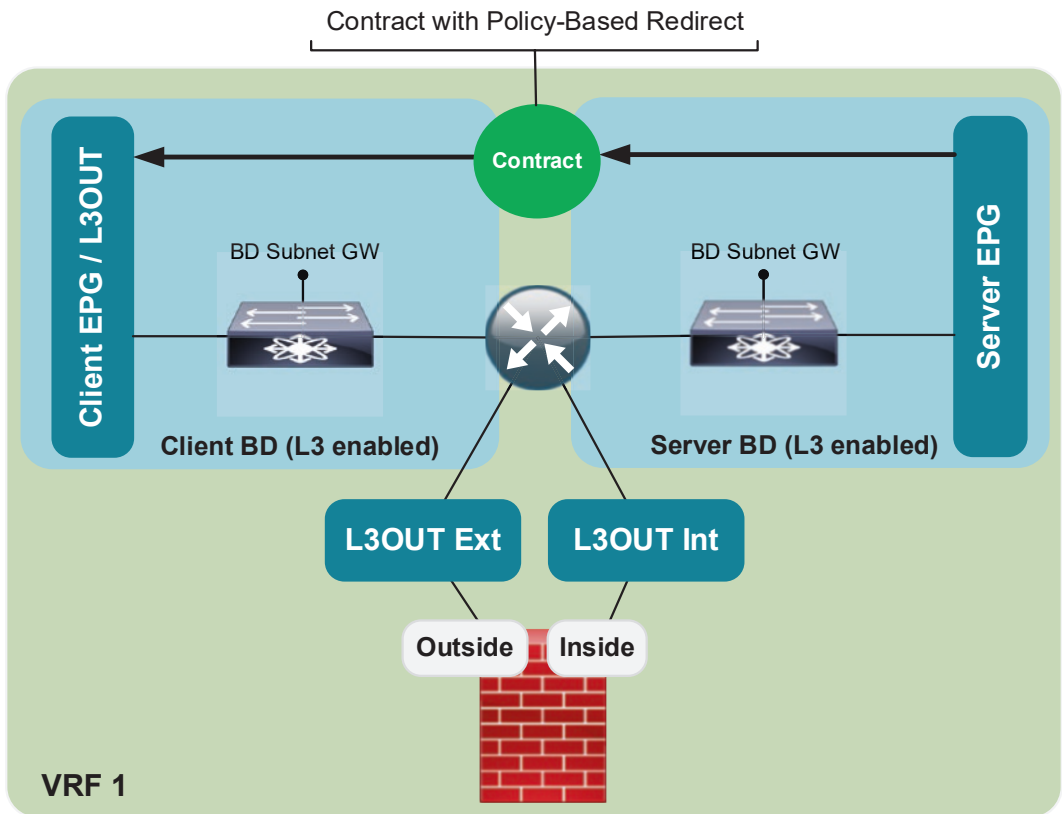 Contract with Policy-Based Redirect
Client EPG / L3OUT
Contract
Server EPG
BD Subnet GW
BD Subnet GW
Client BD (L3 enabled)
Server BD (L3 enabled)
L3OUT Ext
L3OUT Int
Outside
Inside
VRF 1